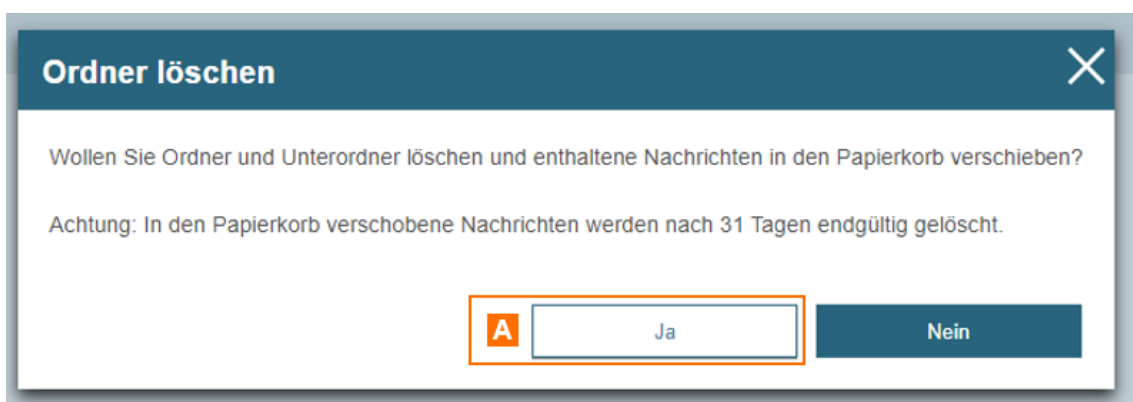 Ordner löschen
Wollen Sie Ordner und Unterordner löschen und enthaltene Nachrichten in den Papierkorb verschieben?
Achtung: In den Papierkorb verschobene Nachrichten werden nach 31 Tagen endgültig gelöscht.
A Ja Nein